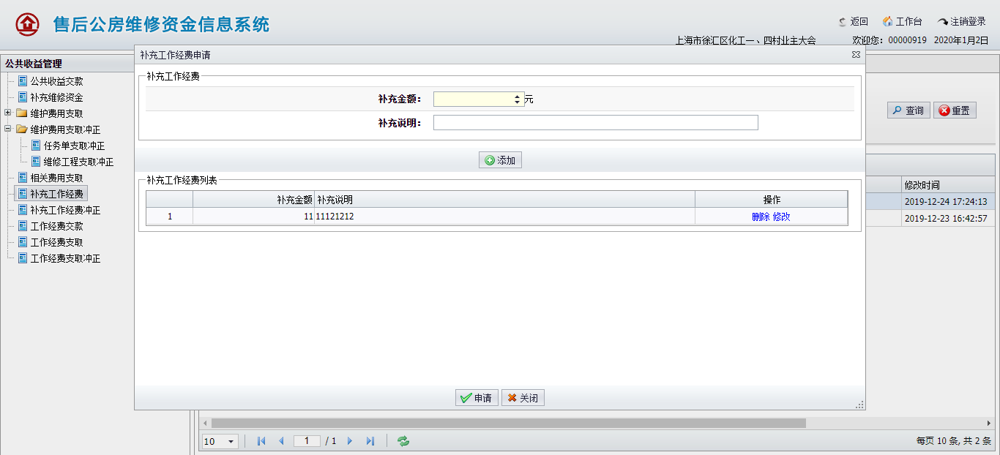 售后公房维修资金信息系统
返回 工作台 注销登录
上海市徐汇区化工一、四村业主大会 欢迎您: 00000919 2020年1月2日
公共收益管理
公共收益交款
补充维修资金
维护费用支取
维护费用支取冲正
任务单支取冲正
维修工程支取冲正
相关费用支取
补充工作经费
补充工作经费冲正
工作经费交款
工作经费支取
工作经费支取冲正
补充工作经费申请
补充工作经费
补充金额: 元
补充说明:
添加
补充工作经费列表
补充金额 补充说明 操作
1 11 11121212 删除 修改
申请 关闭
查询 重置
修改时间
2019-12-24 17:24:13
2019-12-23 16:42:57
10 1 / 1 每页 10 条, 共 2 条